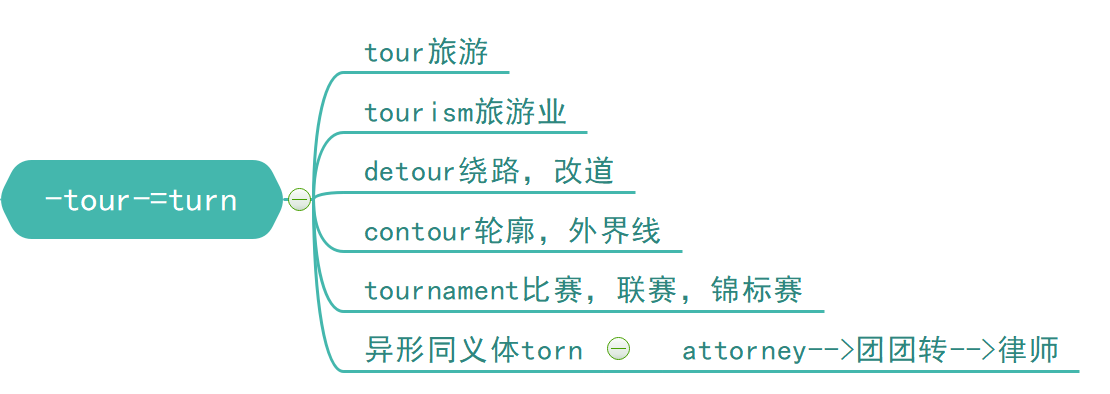 tour旅游
tourism旅游业
detour绕路，改道
-tour-=turn
contour轮廓，外界线
tournament比赛，联赛，锦标赛
异形同义体torn attorney-->团团转-->律师